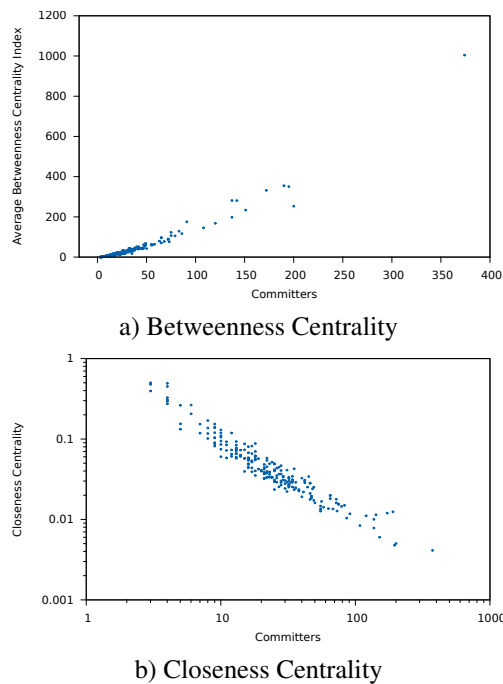 1200
1000
800
600
400
200
0
Average Betweenness Centrality Index
0 50 100 150 200 250 300 350 400
Committers
a) Betweenness Centrality
1
0.1
0.01
0.001
Closeness Centrality
1 10 100 1000
Committers
b) Closeness Centrality